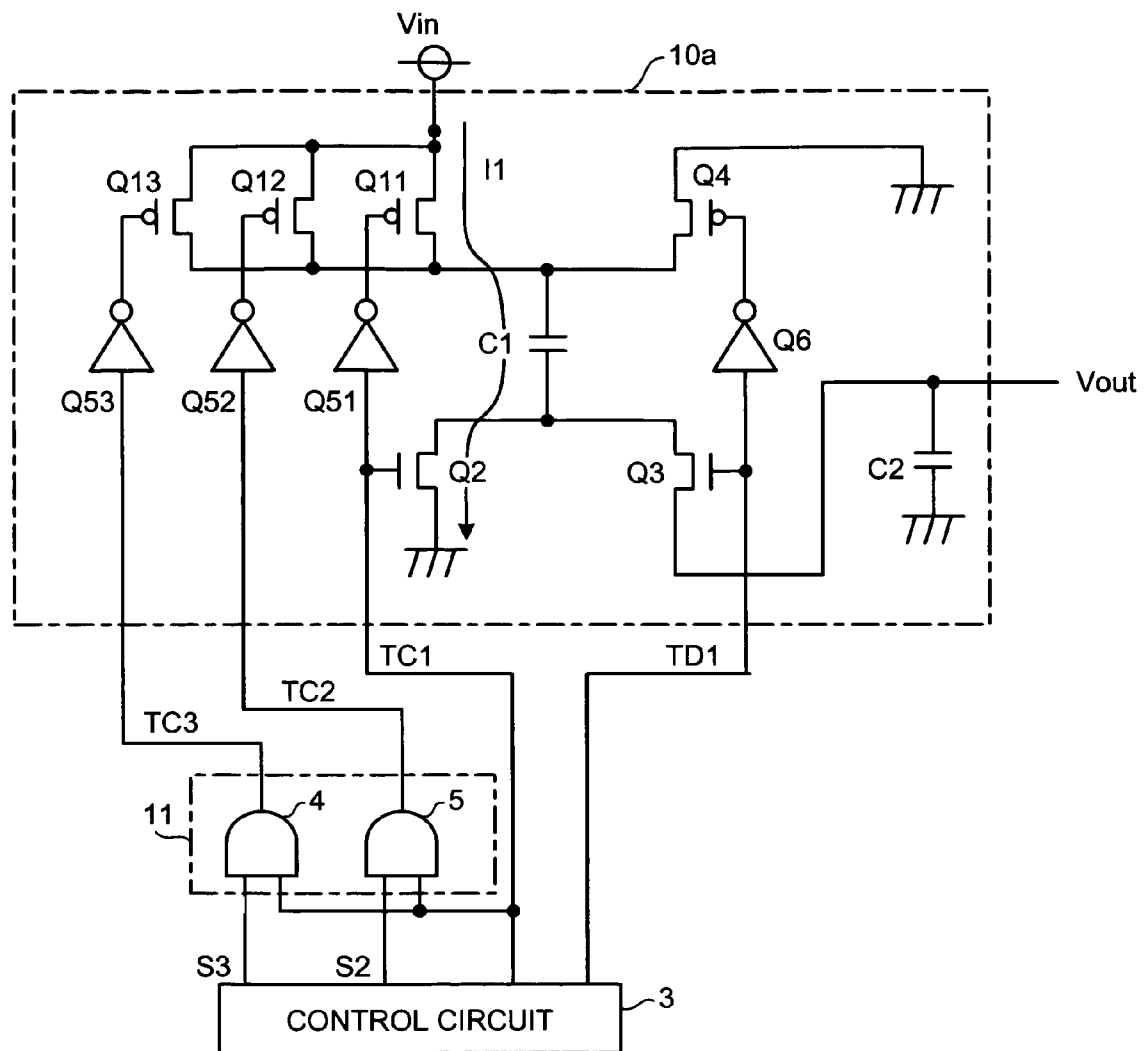 Vin
10a
I1
Q13
Q12
Q11
Q4
C1
Q6
Q53
Q52
Q51
Vout
Q2
Q3
C2
TC1
TD1
TC2
TC3
11
4
5
S3
S2
3
CONTROL CIRCUIT